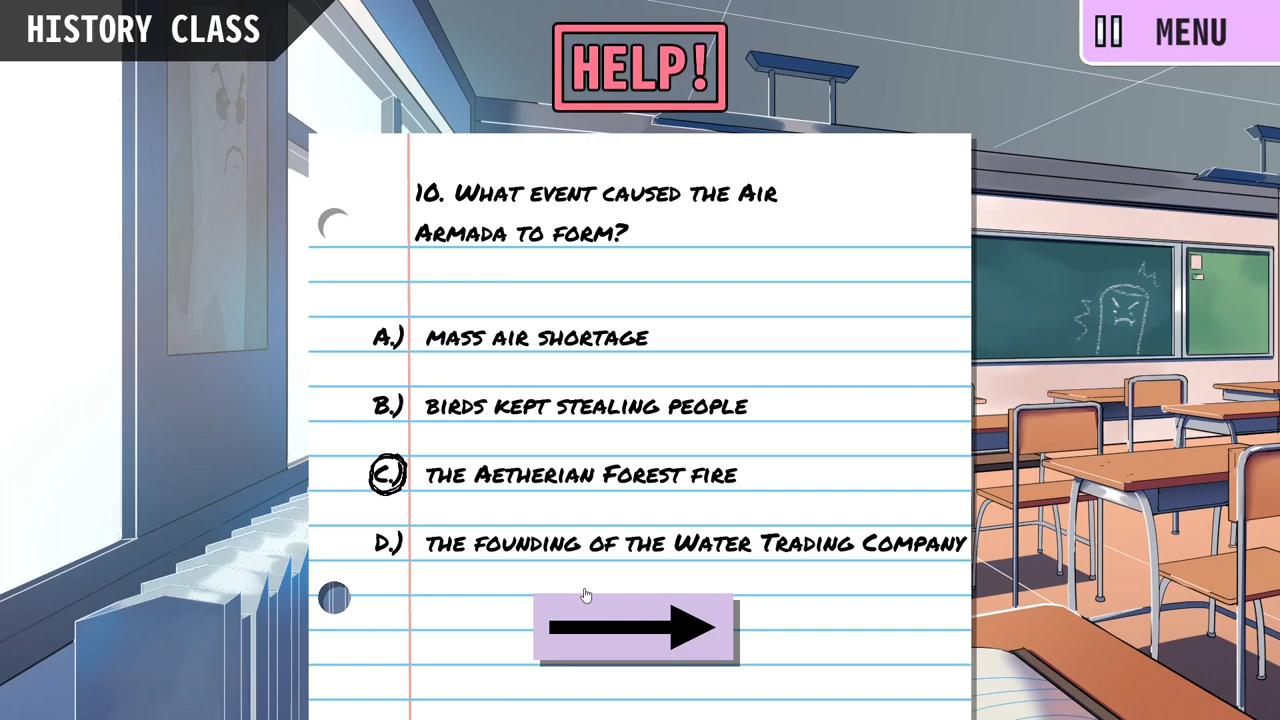 HISTORY CLASS
HELP!
MENU
10. WHAT EVENT CAUSED THE AIR
ARMADA TO FORM?
A.) MASS AIR SHORTAGE
B.) BIRDS KEPT STEALING PEOPLE
C.) THE AETHERIAN FOREST FIRE
D.) THE FOUNDING OF THE WATER TRADING COMPANY